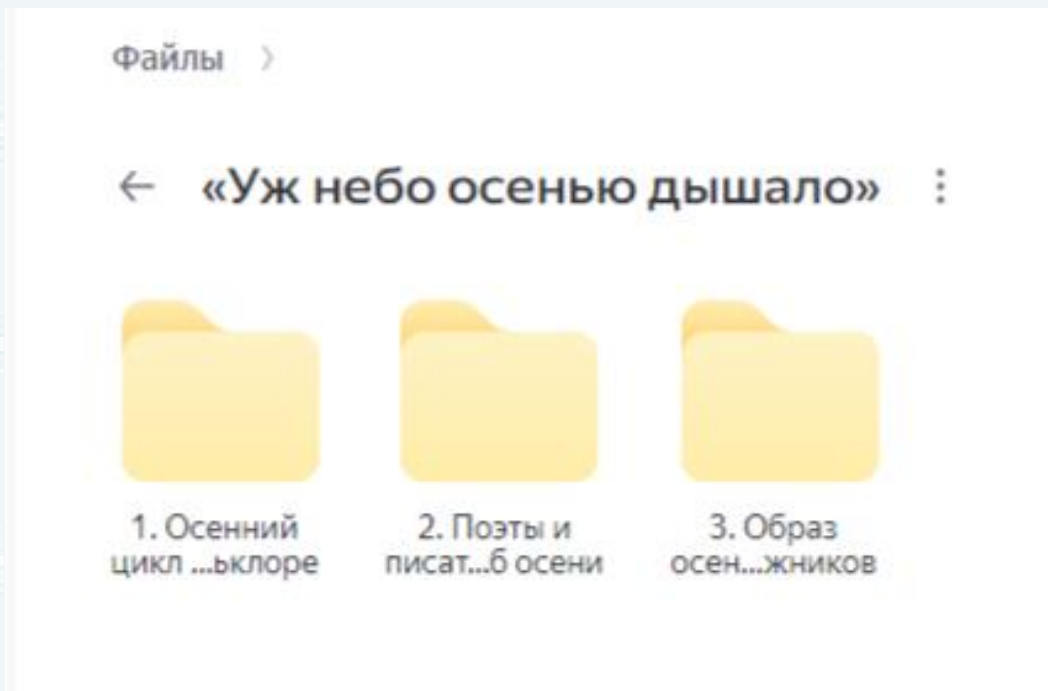 Файлы
«Уж небо осенью дышало»
1. Осенний
цикл ...ьклоре
2. Поэты и
писат...б осени
3. Образ
осен...жников